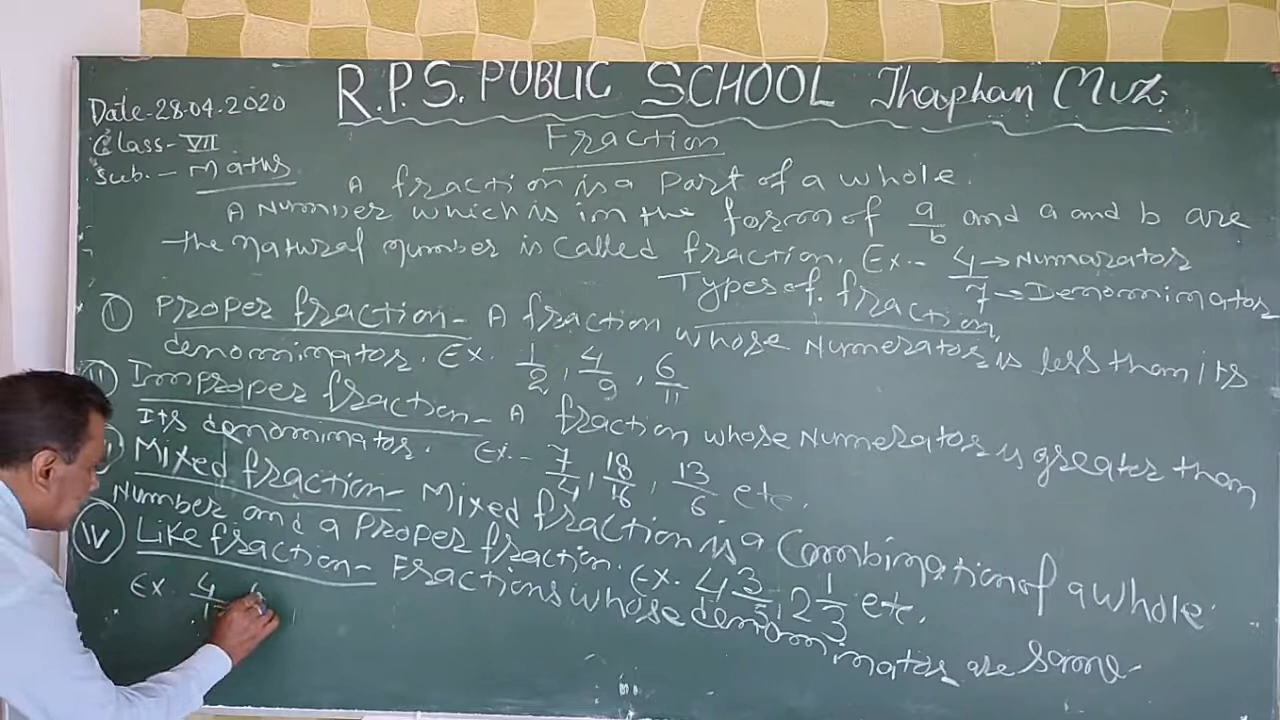 R.P.S. PUBLIC SCHOOL Jhaphan Muz.
Date-28.04.2020
Class-VII
Sub.- Maths
Fraction
A fraction is a Part of a whole.
A Number which is in the form of a/b and a and b are
the natural number is called fraction. Ex.- 4/7 → Numarator → Denominator
Types of fraction
I Proper fraction- A fraction whose Numerator is less than its
denominator. Ex. 1/2, 4/9, 6/11
II Improper fraction- A fraction whose Numerator is greater than
Its denominator. Ex.- 7/4, 18/16, 13/6 etc.
Mixed fraction- Mixed fraction is a Combination of a whole
Number and a Proper fraction. Ex. 4 3/5, 2 1/3 etc.
IV Like fraction- Fractions whose denominator are same-
Ex. 4/